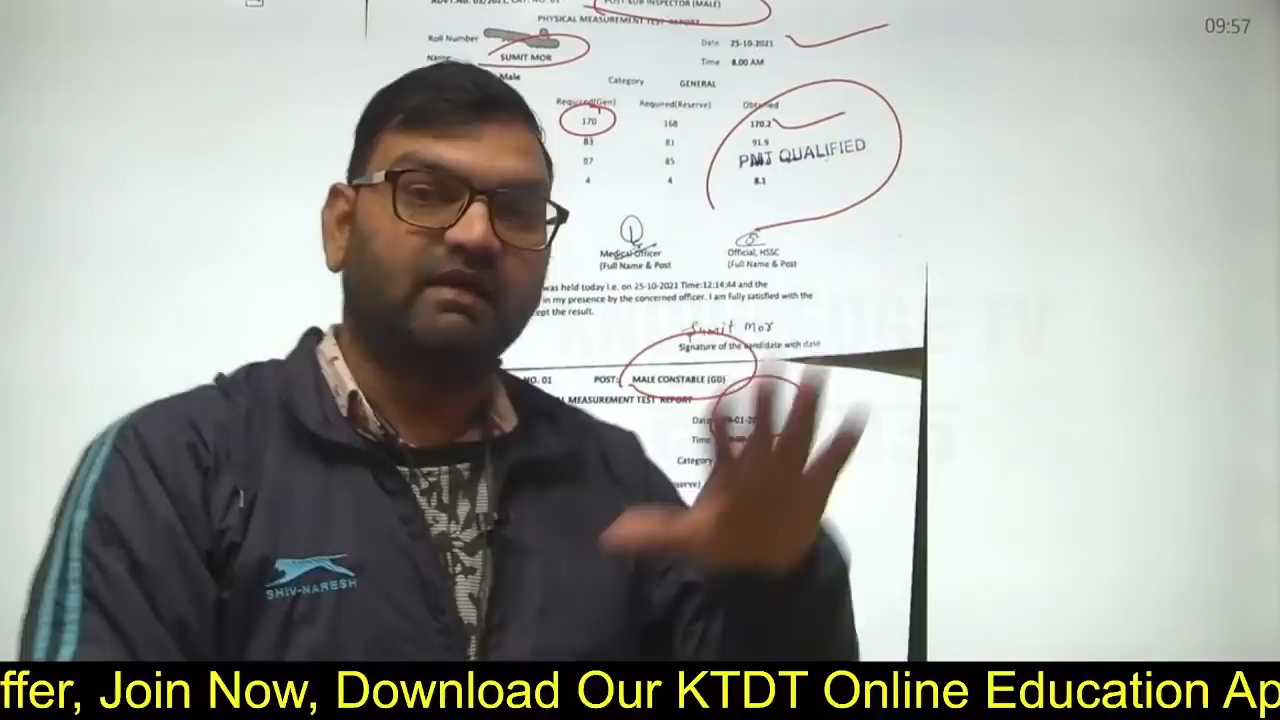 09:57
POST SUB INSPECTOR (MALE)
PHYSICAL MEASUREMENT TEST REPORT
Roll Number
Date 25-10-2021
Name SUMIT MOR
Time 8.00 AM
Male
Category GENERAL
Required(Gen) Required(Reserve) Obtained
170 168 170.2
83 81 91.9
87 85
4 4 8.1
PMT QUALIFIED
Medical Officer Official, HSSC
(Full Name & Post (Full Name & Post
was held today i.e. on 25-10-2021 Time:12:14:44 and the
in my presence by the concerned officer. I am fully satisfied with the
the result.
Sumit Mor
Signature of the candidate with date
NO. 01 POST: MALE CONSTABLE (GD)
MEASUREMENT TEST REPORT
Date
Time
Category
SHIV-NARESH
ffer, Join Now, Download Our KTDT Online Education Ap